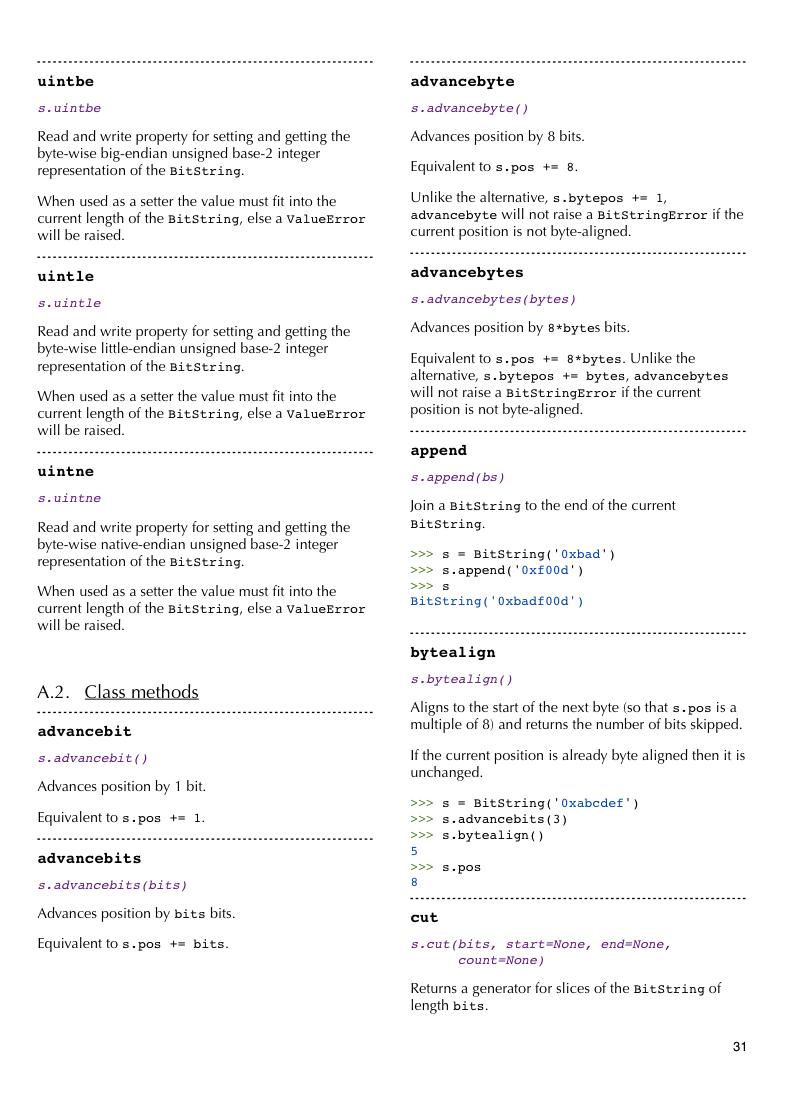 uintbe
s.uintbe
Read and write property for setting and getting the
byte-wise big-endian unsigned base-2 integer
representation of the BitString.
When used as a setter the value must fit into the
current length of the BitString, else a ValueError
will be raised.
uintle
s.uintle
Read and write property for setting and getting the
byte-wise little-endian unsigned base-2 integer
representation of the BitString.
When used as a setter the value must fit into the
current length of the BitString, else a ValueError
will be raised.
uintne
s.uintne
Read and write property for setting and getting the
byte-wise native-endian unsigned base-2 integer
representation of the BitString.
When used as a setter the value must fit into the
current length of the BitString, else a ValueError
will be raised.
A.2. Class methods
advancebit
s.advancebit()
Advances position by 1 bit.
Equivalent to s.pos += 1.
advancebits
s.advancebits(bits)
Advances position by bits bits.
Equivalent to s.pos += bits.
advancebyte
s.advancebyte()
Advances position by 8 bits.
Equivalent to s.pos += 8.
Unlike the alternative, s.bytepos += 1,
advancebyte will not raise a BitStringError if the
current position is not byte-aligned.
advancebytes
s.advancebytes(bytes)
Advances position by 8*bytes bits.
Equivalent to s.pos += 8*bytes. Unlike the
alternative, s.bytepos += bytes, advancebytes
will not raise a BitStringError if the current
position is not byte-aligned.
append
s.append(bs)
Join a BitString to the end of the current
BitString.
>>> s = BitString('0xbad')
>>> s.append('0xf00d')
>>> s
BitString('0xbadf00d')
bytealign
s.bytealign()
Aligns to the start of the next byte (so that s.pos is a
multiple of 8) and returns the number of bits skipped.
If the current position is already byte aligned then it is
unchanged.
>>> s = BitString('0xabcdef')
>>> s.advancebits(3)
>>> s.bytealign()
5
>>> s.pos
8
cut
s.cut(bits, start=None, end=None,
count=None)
Returns a generator for slices of the BitString of
length bits.
31